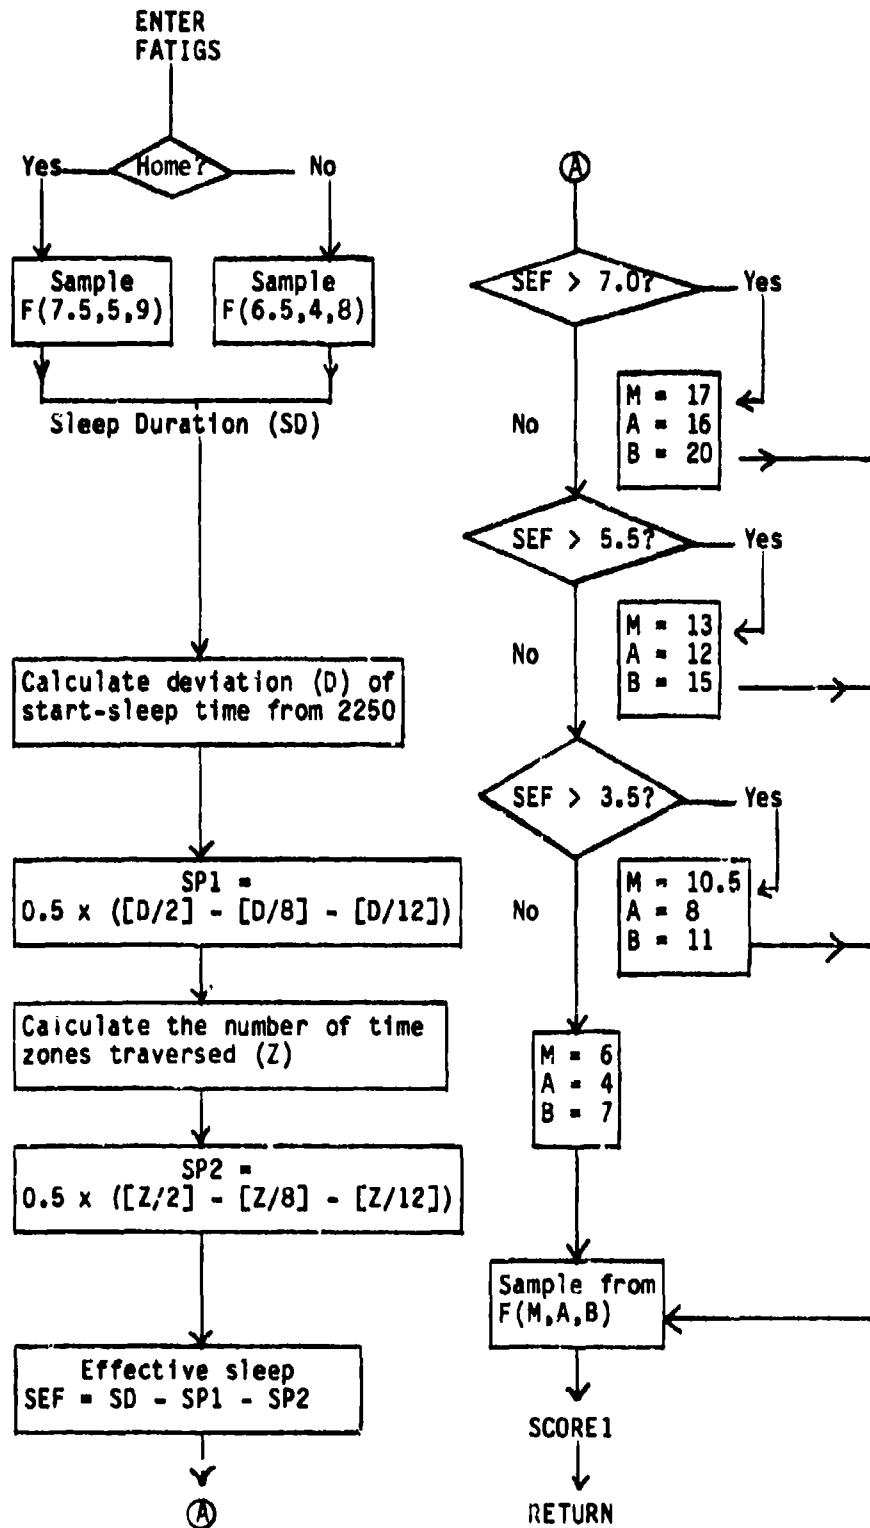 ENTER
FATIGS
Yes
Home?
No
Sample
F(7.5,5,9)
Sample
F(6.5,4,8)
Sleep Duration (SD)
Calculate deviation (D) of
start-sleep time from 2250
SP1 =
0.5 x ([D/2] - [D/8] - [D/12])
Calculate the number of time
zones traversed (Z)
SP2 =
0.5 x ([Z/2] - [Z/8] - [Z/12])
Effective sleep
SEF = SD - SP1 - SP2
A
A
SEF > 7.0?
Yes
No
M = 17
A = 16
B = 20
SEF > 5.5?
Yes
No
M = 13
A = 12
B = 15
SEF > 3.5?
Yes
No
M = 10.5
A = 8
B = 11
M = 6
A = 4
B = 7
Sample from
F(M,A,B)
SCORE1
RETURN